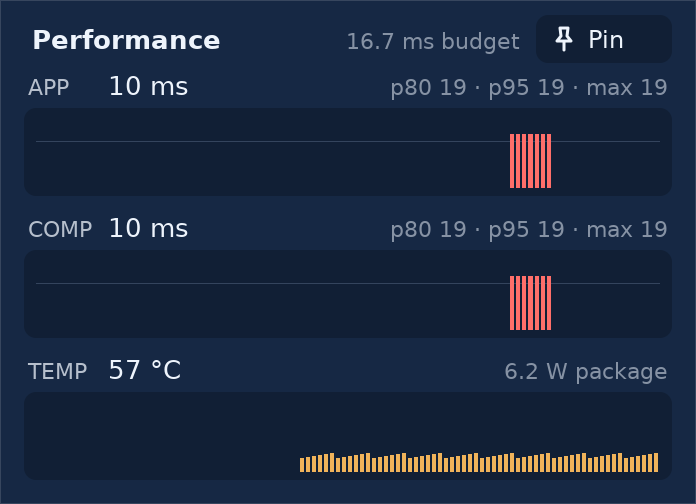 Performance 16.7 ms budget Pin
APP 10 ms p80 19 · p95 19 · max 19
COMP 10 ms p80 19 · p95 19 · max 19
TEMP 57 °C 6.2 W package